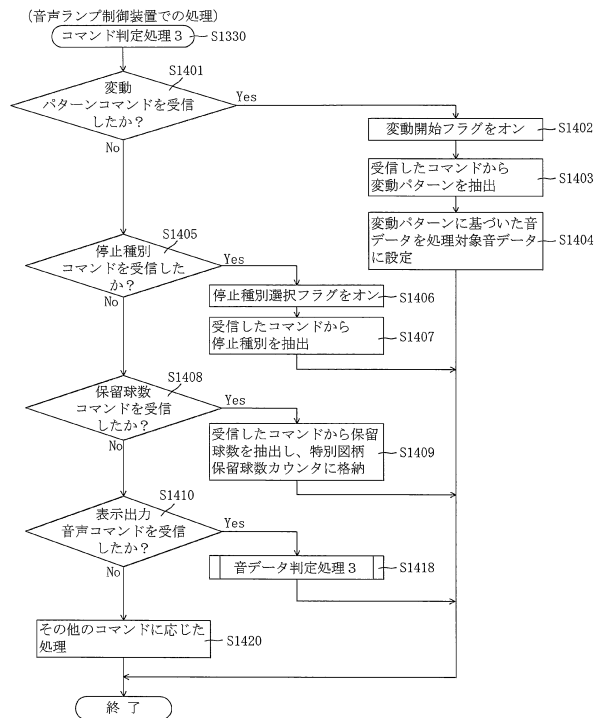 (音声ランプ制御装置での処理)
コマンド判定処理3
S1330
S1401
変動
パターンコマンドを受信
したか？
Yes
No
変動開始フラグをオン
S1402
受信したコマンドから
変動パターンを抽出
S1403
変動パターンに基づいた音
データを処理対象音データ
に設定
S1404
S1405
停止種別
コマンドを受信した
か？
Yes
No
停止種別選択フラグをオン
S1406
受信したコマンドから
停止種別を抽出
S1407
S1408
保留球数
コマンドを受信
したか？
Yes
No
受信したコマンドから保留
球数を抽出し、特別図柄
保留球数カウンタに格納
S1409
S1410
表示出力
音声コマンドを受信
したか？
Yes
No
音データ判定処理3
S1418
その他のコマンドに応じた
処理
S1420
終 了